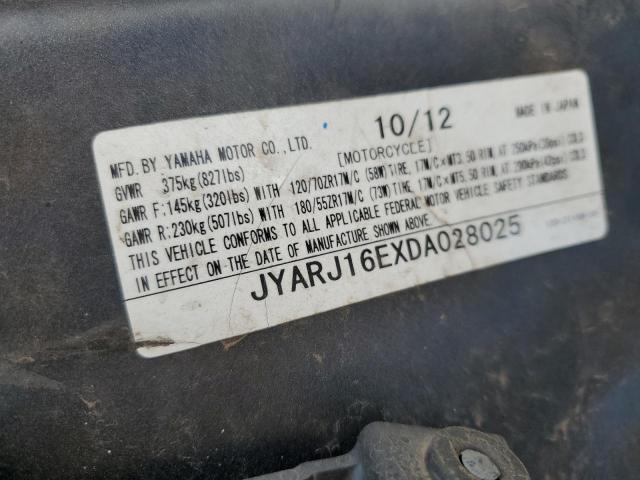 MFD. BY YAMAHA MOTOR CO., LTD. 10/12 MADE IN JAPAN
GVWR 375kg(827lbs) [MOTORCYCLE]
GAWR F:145kg(320lbs) WITH 120/70ZR17M/C (58W) TIRE, 17M/C×MT3.50 RIM, AT 250kPa(36psi) COLD
GAWR R:230kg(507lbs) WITH 180/55ZR17M/C (73W) TIRE, 17M/C×MT5.50 RIM, AT 290kPa(42psi) COLD
THIS VEHICLE CONFORMS TO ALL APPLICABLE FEDERAL MOTOR VEHICLE SAFETY STANDARDS
IN EFFECT ON THE DATE OF MANUFACTURE SHOWN ABOVE.
JYARJ16EXDA028025